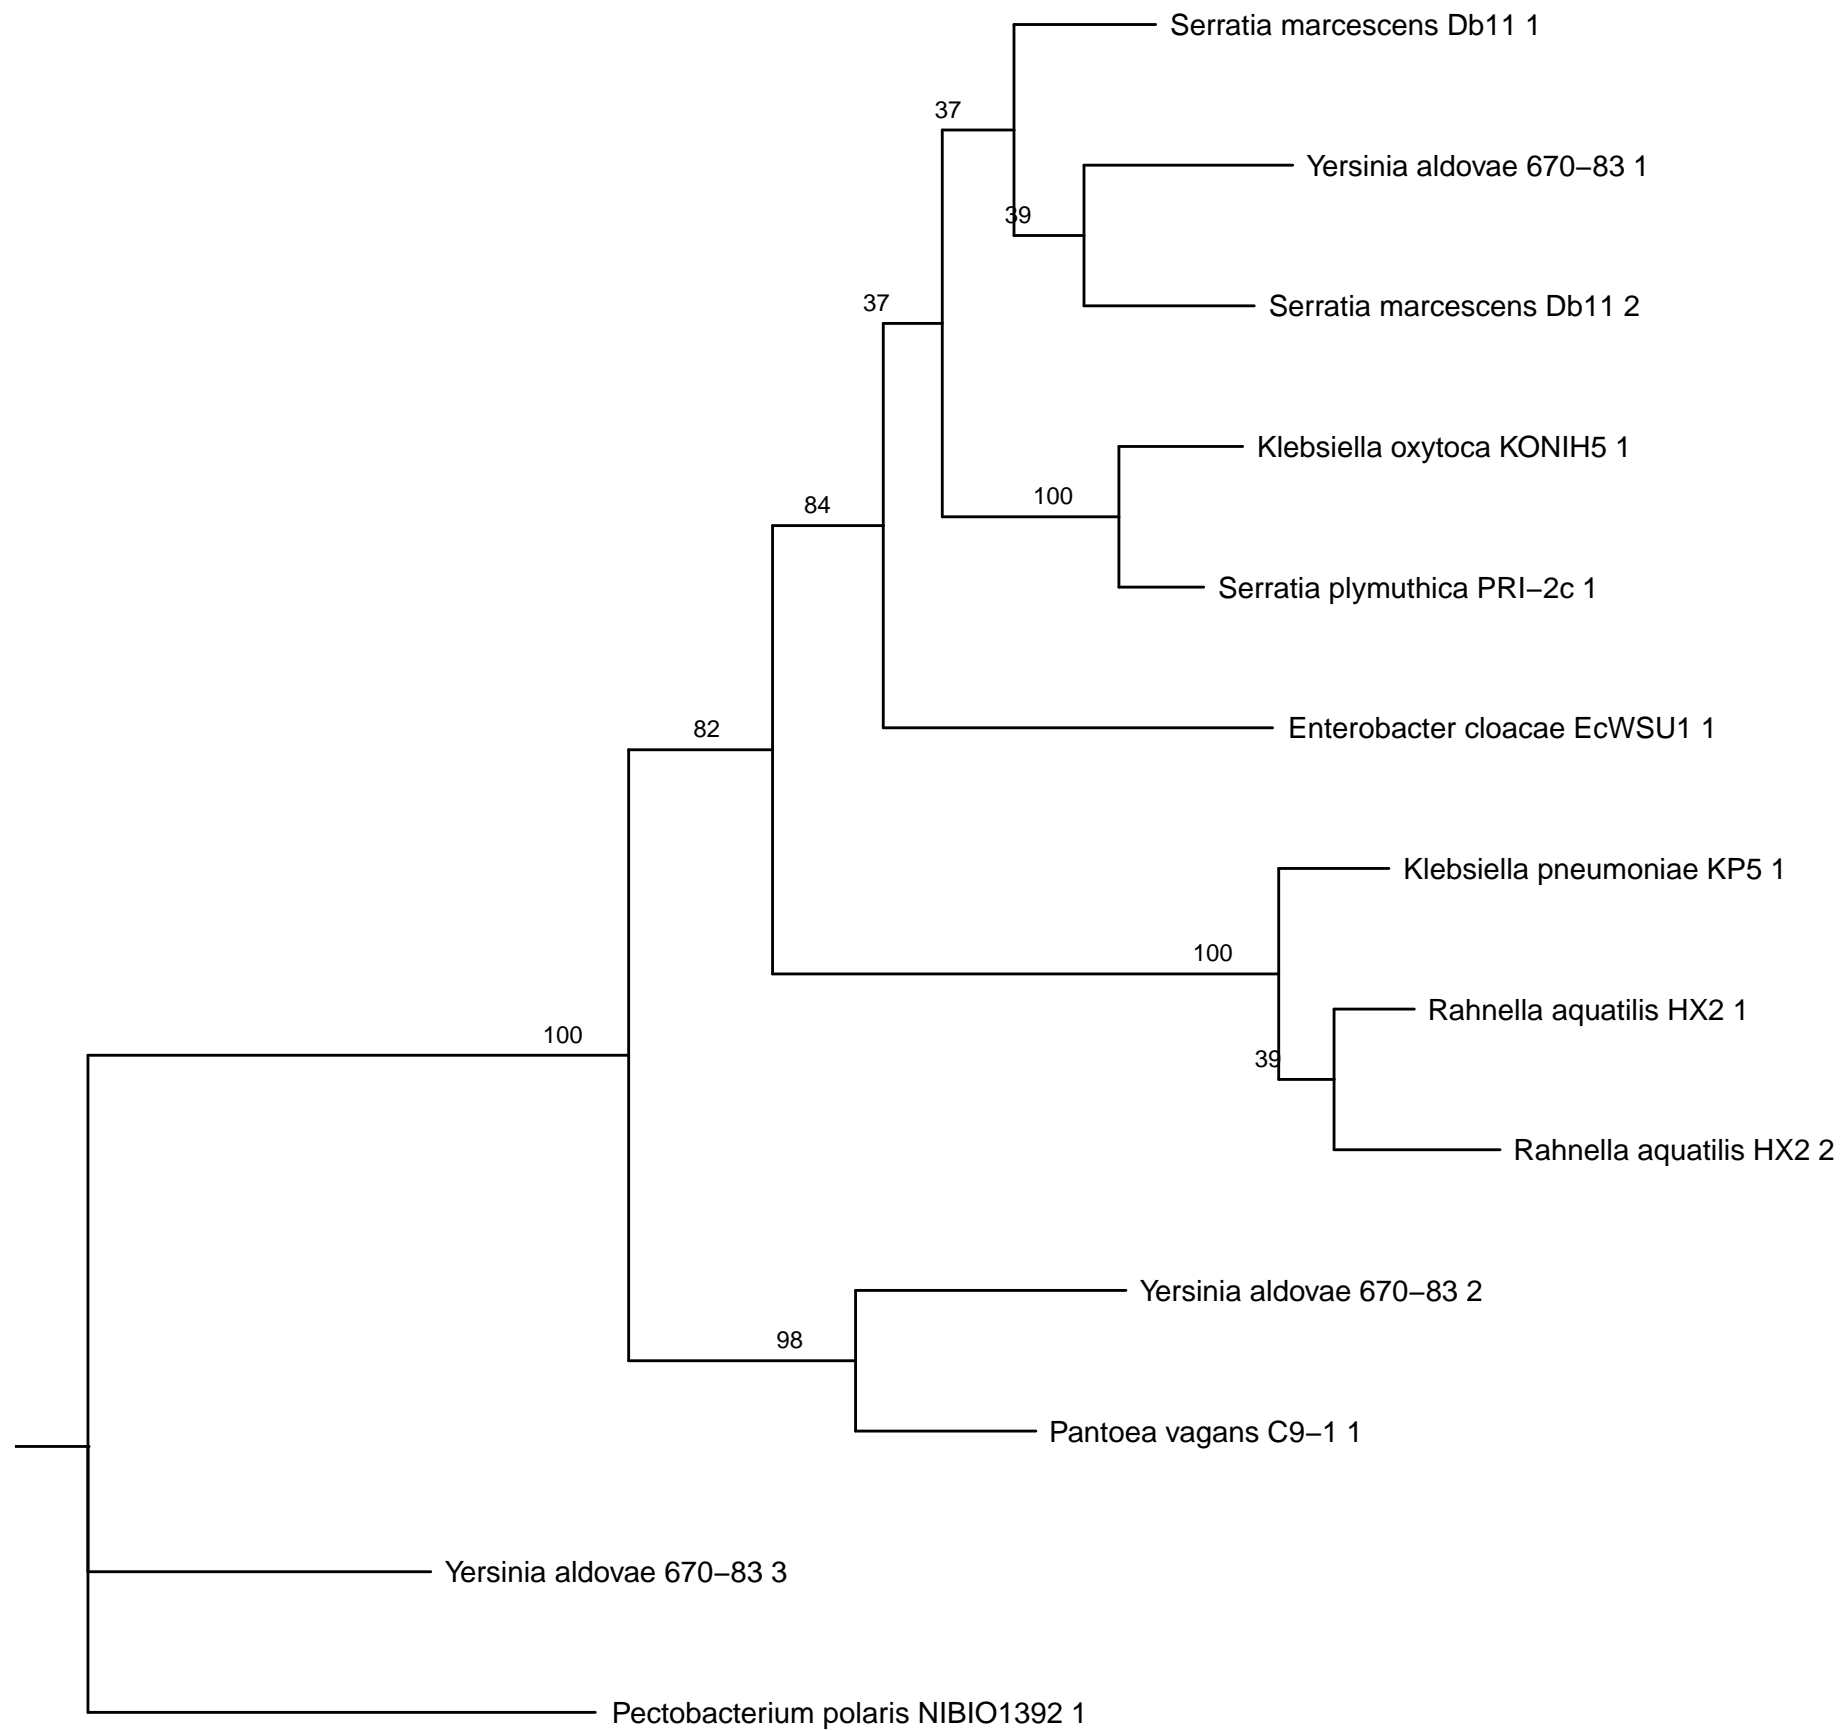 Serratia marcescens Db11 1
37
Yersinia aldovae 670−83 1
39
Serratia marcescens Db11 2
37
Klebsiella oxytoca KONIH5 1
100
84
Serratia plymuthica PRI−2c 1
Enterobacter cloacae EcWSU1 1
82
Klebsiella pneumoniae KP5 1
100
Rahnella aquatilis HX2 1
100
39
Rahnella aquatilis HX2 2
Yersinia aldovae 670−83 2
98
Pantoea vagans C9−1 1
Yersinia aldovae 670−83 3
Pectobacterium polaris NIBIO1392 1